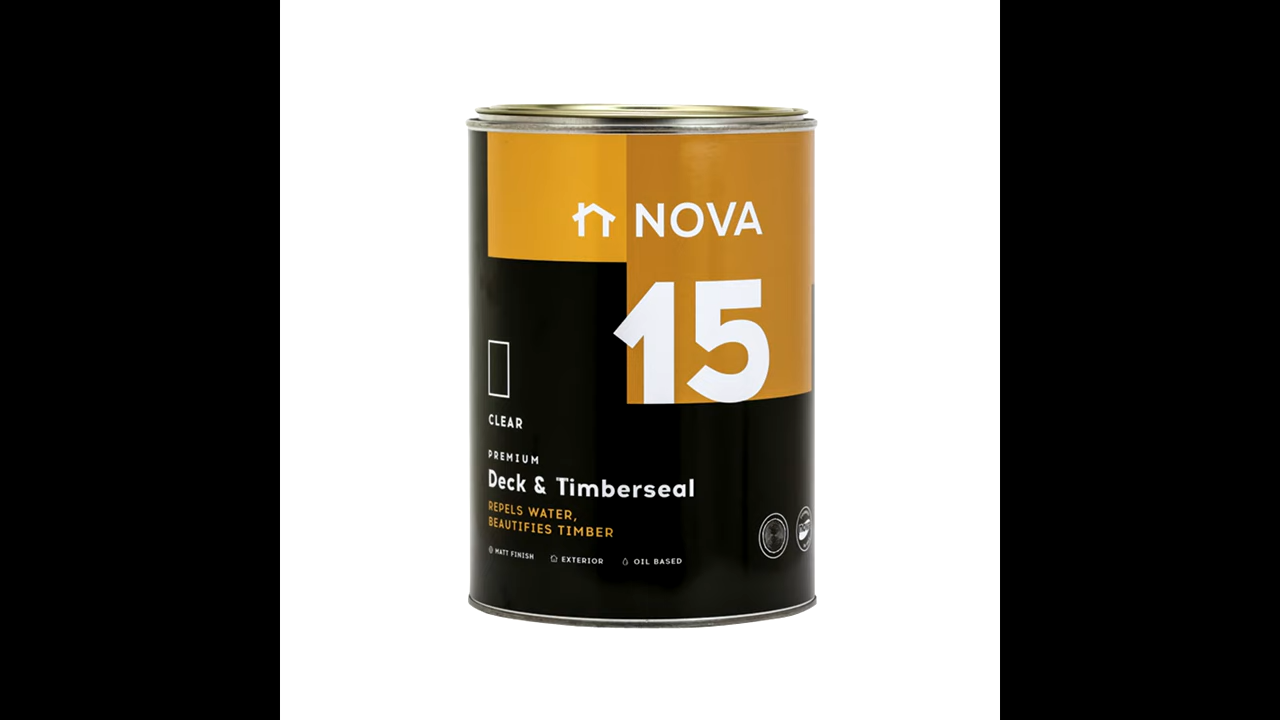 NOVA
15
CLEAR
PREMIUM
Deck & Timberseal
REPELS WATER,
BEAUTIFIES TIMBER
MATT FINISH EXTERIOR OIL BASED